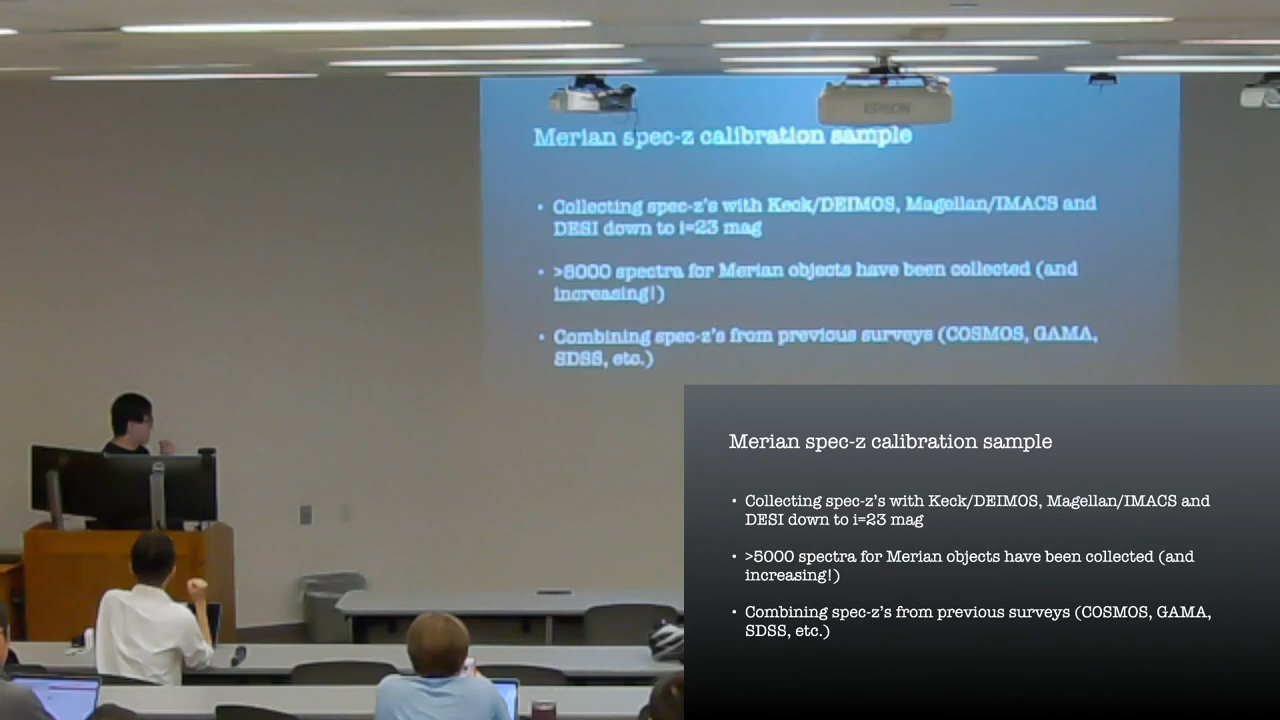 EPSON
Merian spec-z calibration sample
• Collecting spec-z's with Keck/DEIMOS, Magellan/IMACS and
DESI down to i=23 mag
• >5000 spectra for Merian objects have been collected (and
increasing!)
• Combining spec-z's from previous surveys (COSMOS, GAMA,
SDSS, etc.)
Merian spec-z calibration sample
• Collecting spec-z's with Keck/DEIMOS, Magellan/IMACS and
DESI down to i=23 mag
• >5000 spectra for Merian objects have been collected (and
increasing!)
• Combining spec-z's from previous surveys (COSMOS, GAMA,
SDSS, etc.)